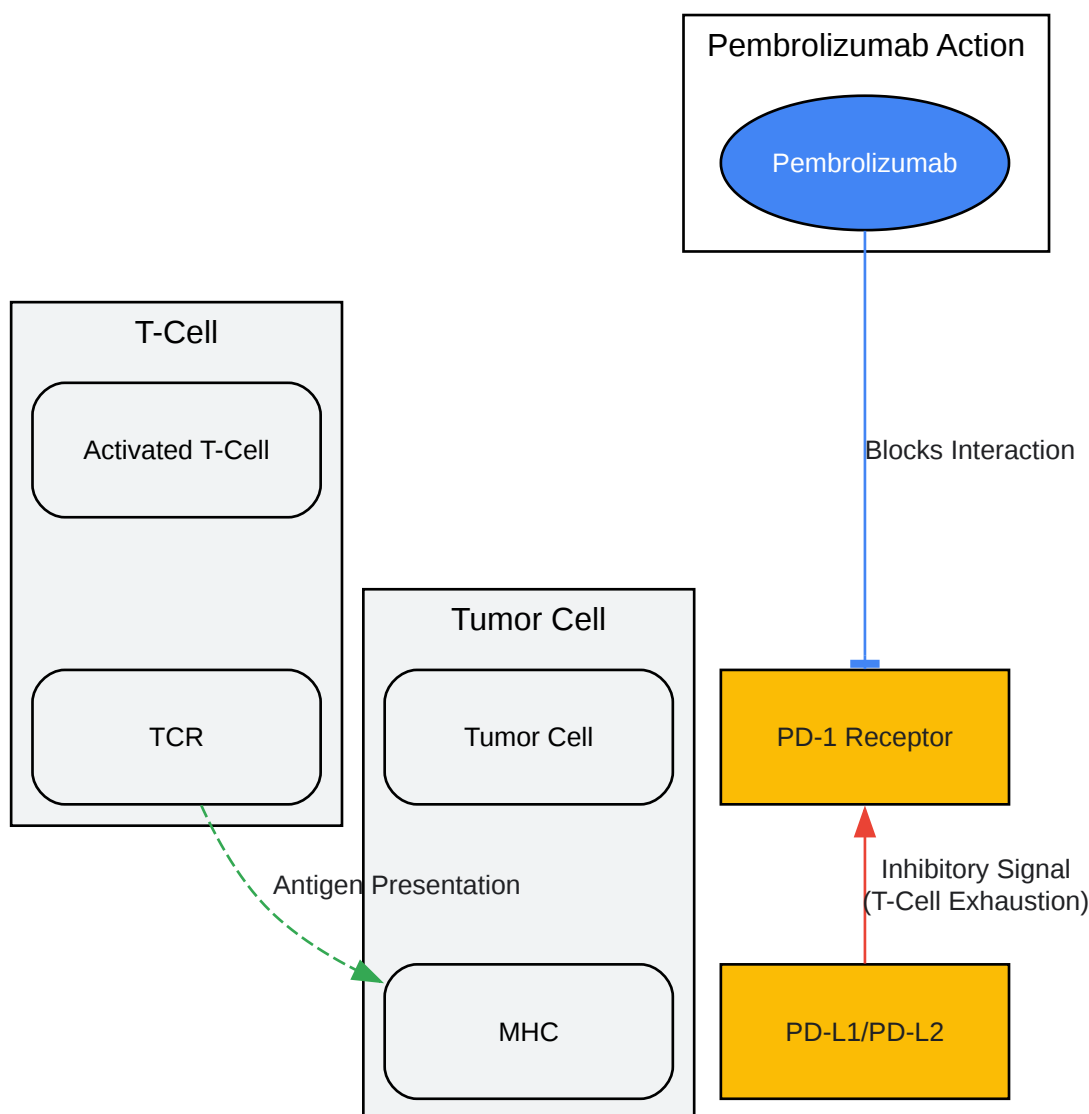 Pembrolizumab Action
Pembrolizumab
T-Cell
Activated T-Cell
Blocks Interaction
Tumor Cell
TCR
Tumor Cell
PD-1 Receptor
Antigen Presentation
Inhibitory Signal
(T-Cell Exhaustion)
MHC
PD-L1/PD-L2